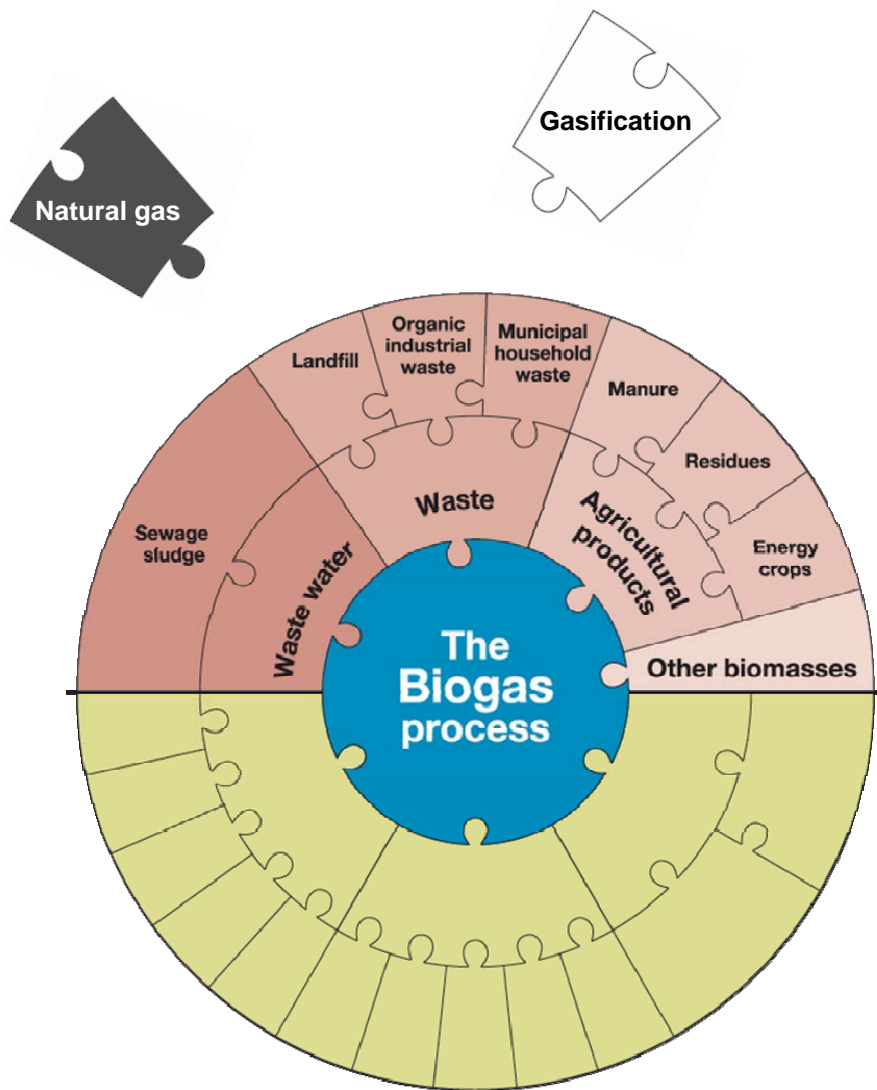 Gasification
Natural gas
Landfill
Organic
industrial
waste
Municipal
household
waste
Manure
Residues
Energy
crops
Sewage
sludge
Waste water
Waste
Agricultural
products
Other biomasses
The
Biogas
process